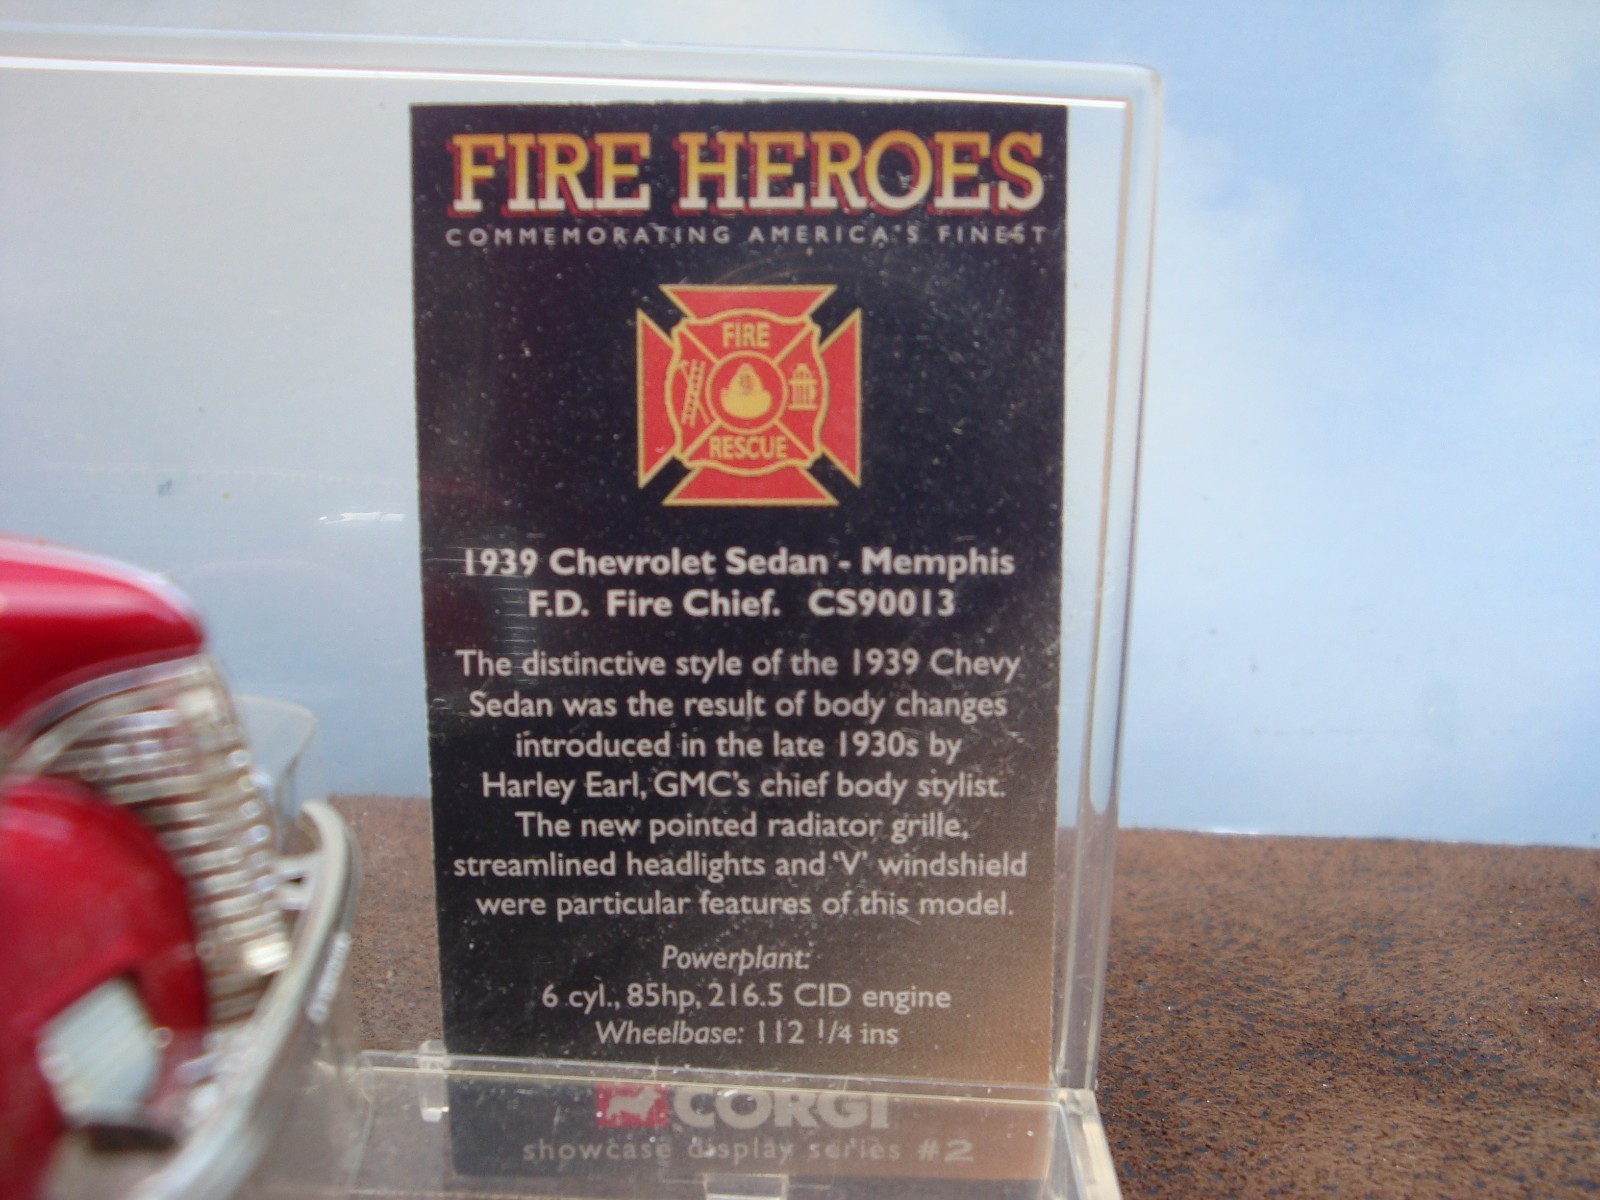 FIRE HEROES
COMMEMORATING AMERICA'S FINEST
FIRE
RESCUE
1939 Chevrolet Sedan - Memphis
F.D. Fire Chief. CS90013
The distinctive style of the 1939 Chevy
Sedan was the result of body changes
introduced in the late 1930s by
Harley Earl, GMC's chief body stylist.
The new pointed radiator grille,
streamlined headlights and 'V' windshield
were particular features of this model.
Powerplant:
6 cyl., 85hp, 216.5 CID engine
Wheelbase: 112 1/4 ins
CORGI
showcase display series #2